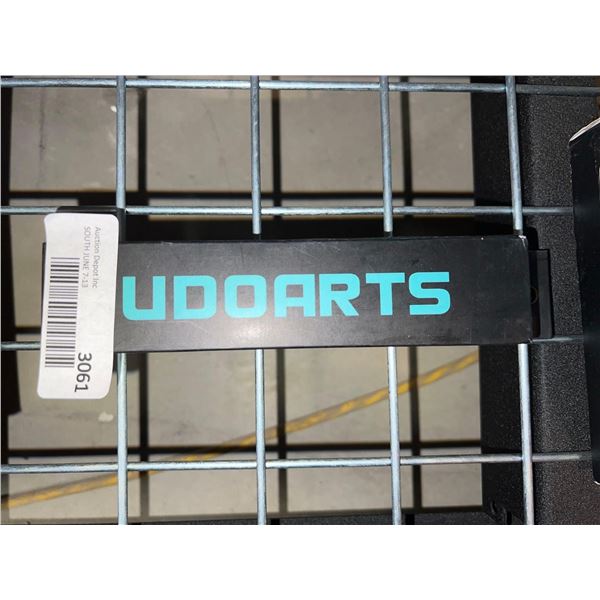 UDOARTS
Auction Depot Inc
SOUTH JUNE 7-13
3061